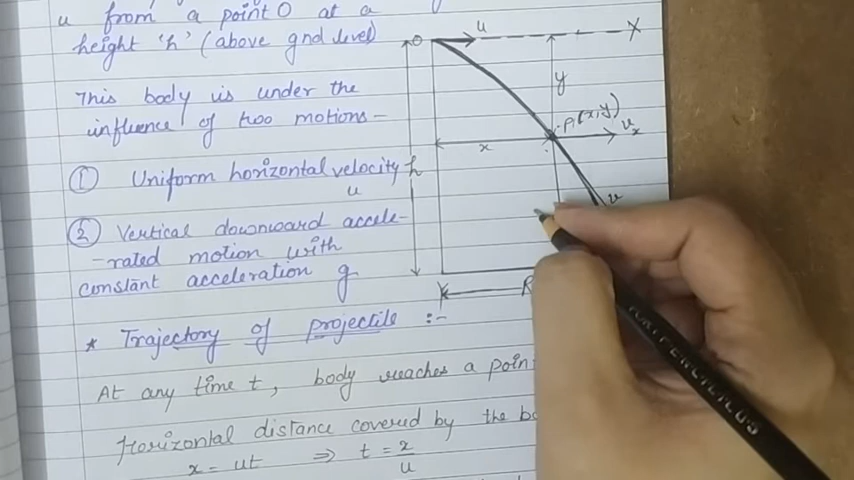 u from a point O at a
height 'h' (above gnd level)
This body is under the
influence of two motions –
① Uniform horizontal velocity
u
② Vertical downward accele-
-rated motion with
constant acceleration g
* Trajectory of projectile :-
At any time t, body reaches a poin
Horizontal distance covered by the bo
x = ut ⇒ t = x/u
O
u
X
y
P(x,y)
x
vx
h
v
Y
R